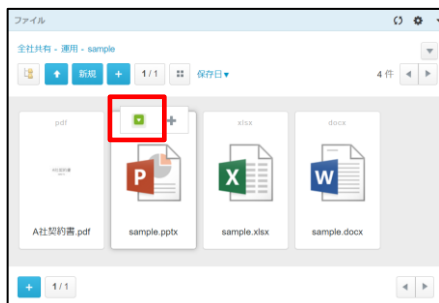 ファイル
全社共有 - 運用 - sample
新規 1/1 保存日▾ 4 件
pdf xlsx docx
P X W
A社契約書.pdf sample.pptx sample.xlsx sample.docx
1/1